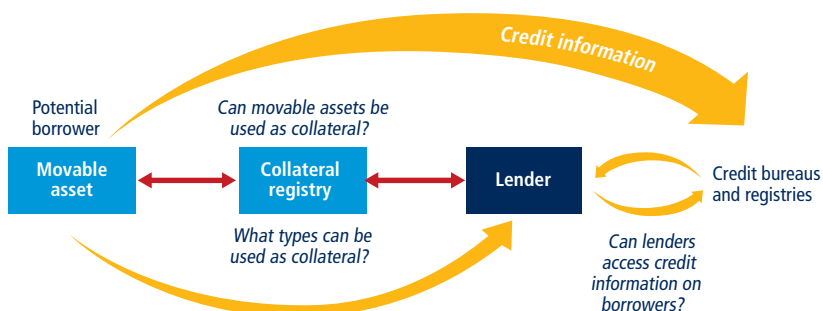 Credit information
Potential
borrower
Can movable assets be
used as collateral?
Movable
asset
Collateral
registry
Lender
Credit bureaus
and registries
What types can be
used as collateral?
Can lenders
access credit
information on
borrowers?